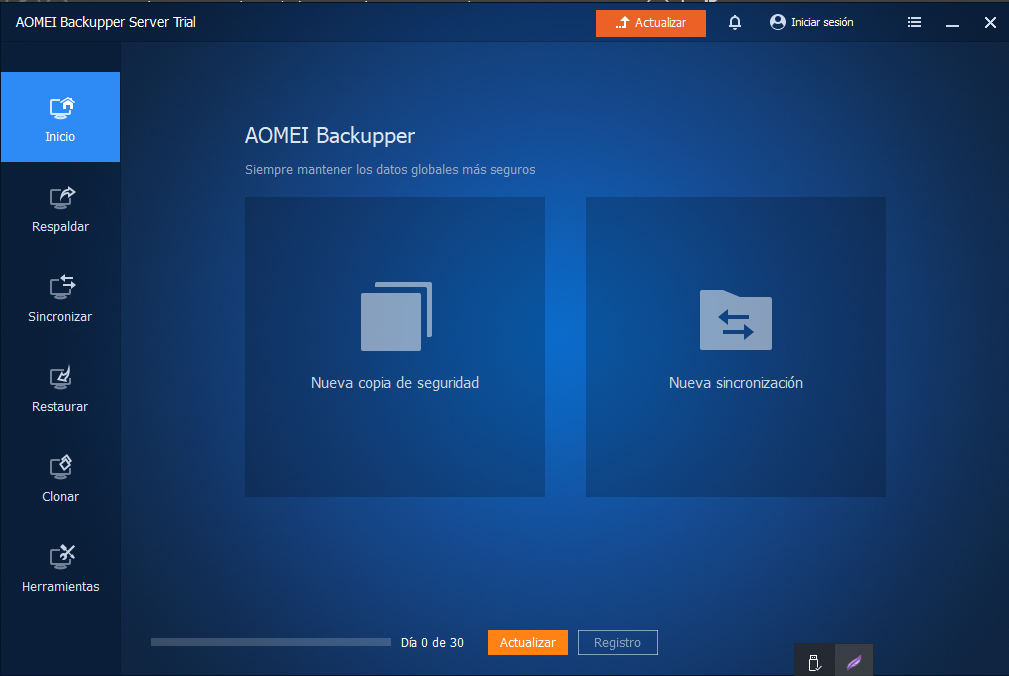 AOMEI Backupper Server Trial
Actualizar
Iniciar sesión
Inicio
Respaldar
Sincronizar
Restaurar
Clonar
Herramientas
AOMEI Backupper
Siempre mantener los datos globales más seguros
Nueva copia de seguridad
Nueva sincronización
Día 0 de 30
Actualizar
Registro